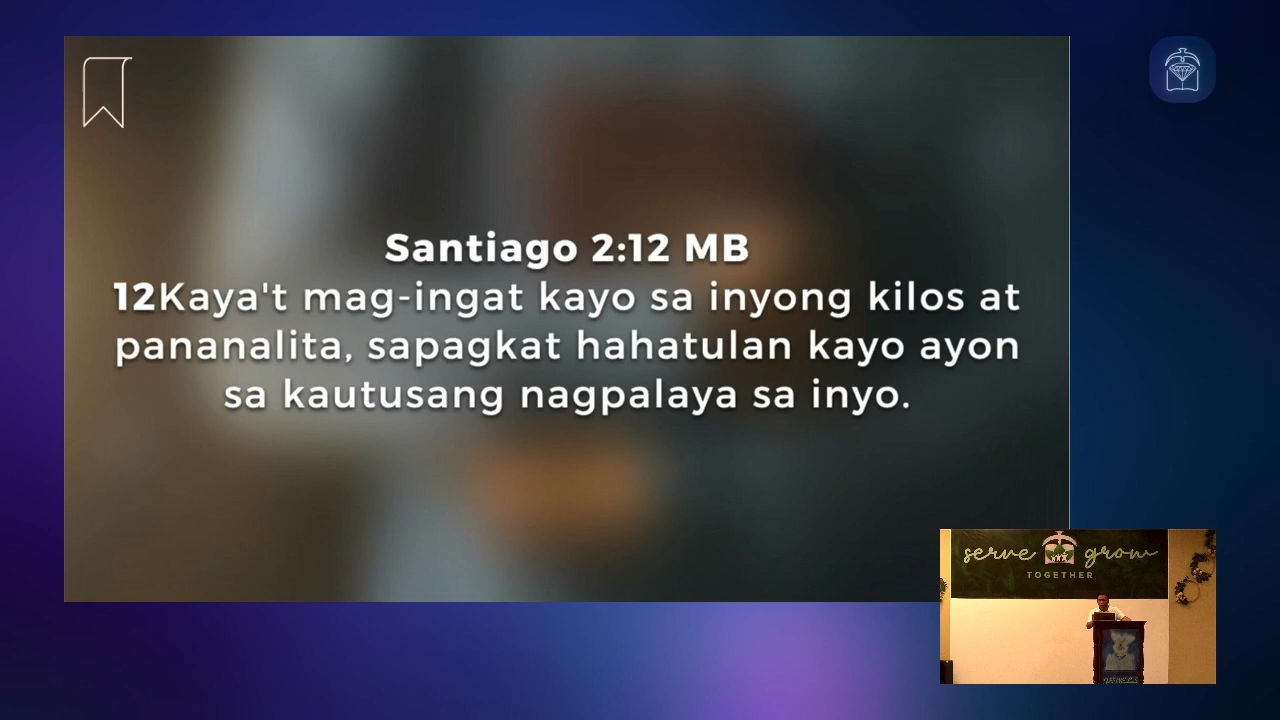 Santiago 2:12 MB
12Kaya't mag-ingat kayo sa inyong kilos at
pananalita, sapagkat hahatulan kayo ayon
sa kautusang nagpalaya sa inyo.
serve grow
TOGETHER